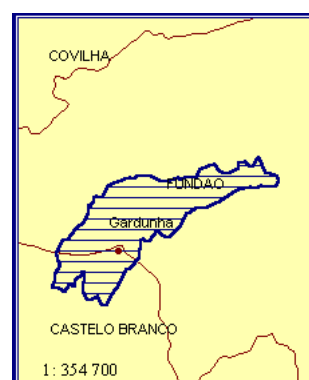 COVILHA
FUNDAO
Gardunha
CASTELO BRANCO
1: 354 700